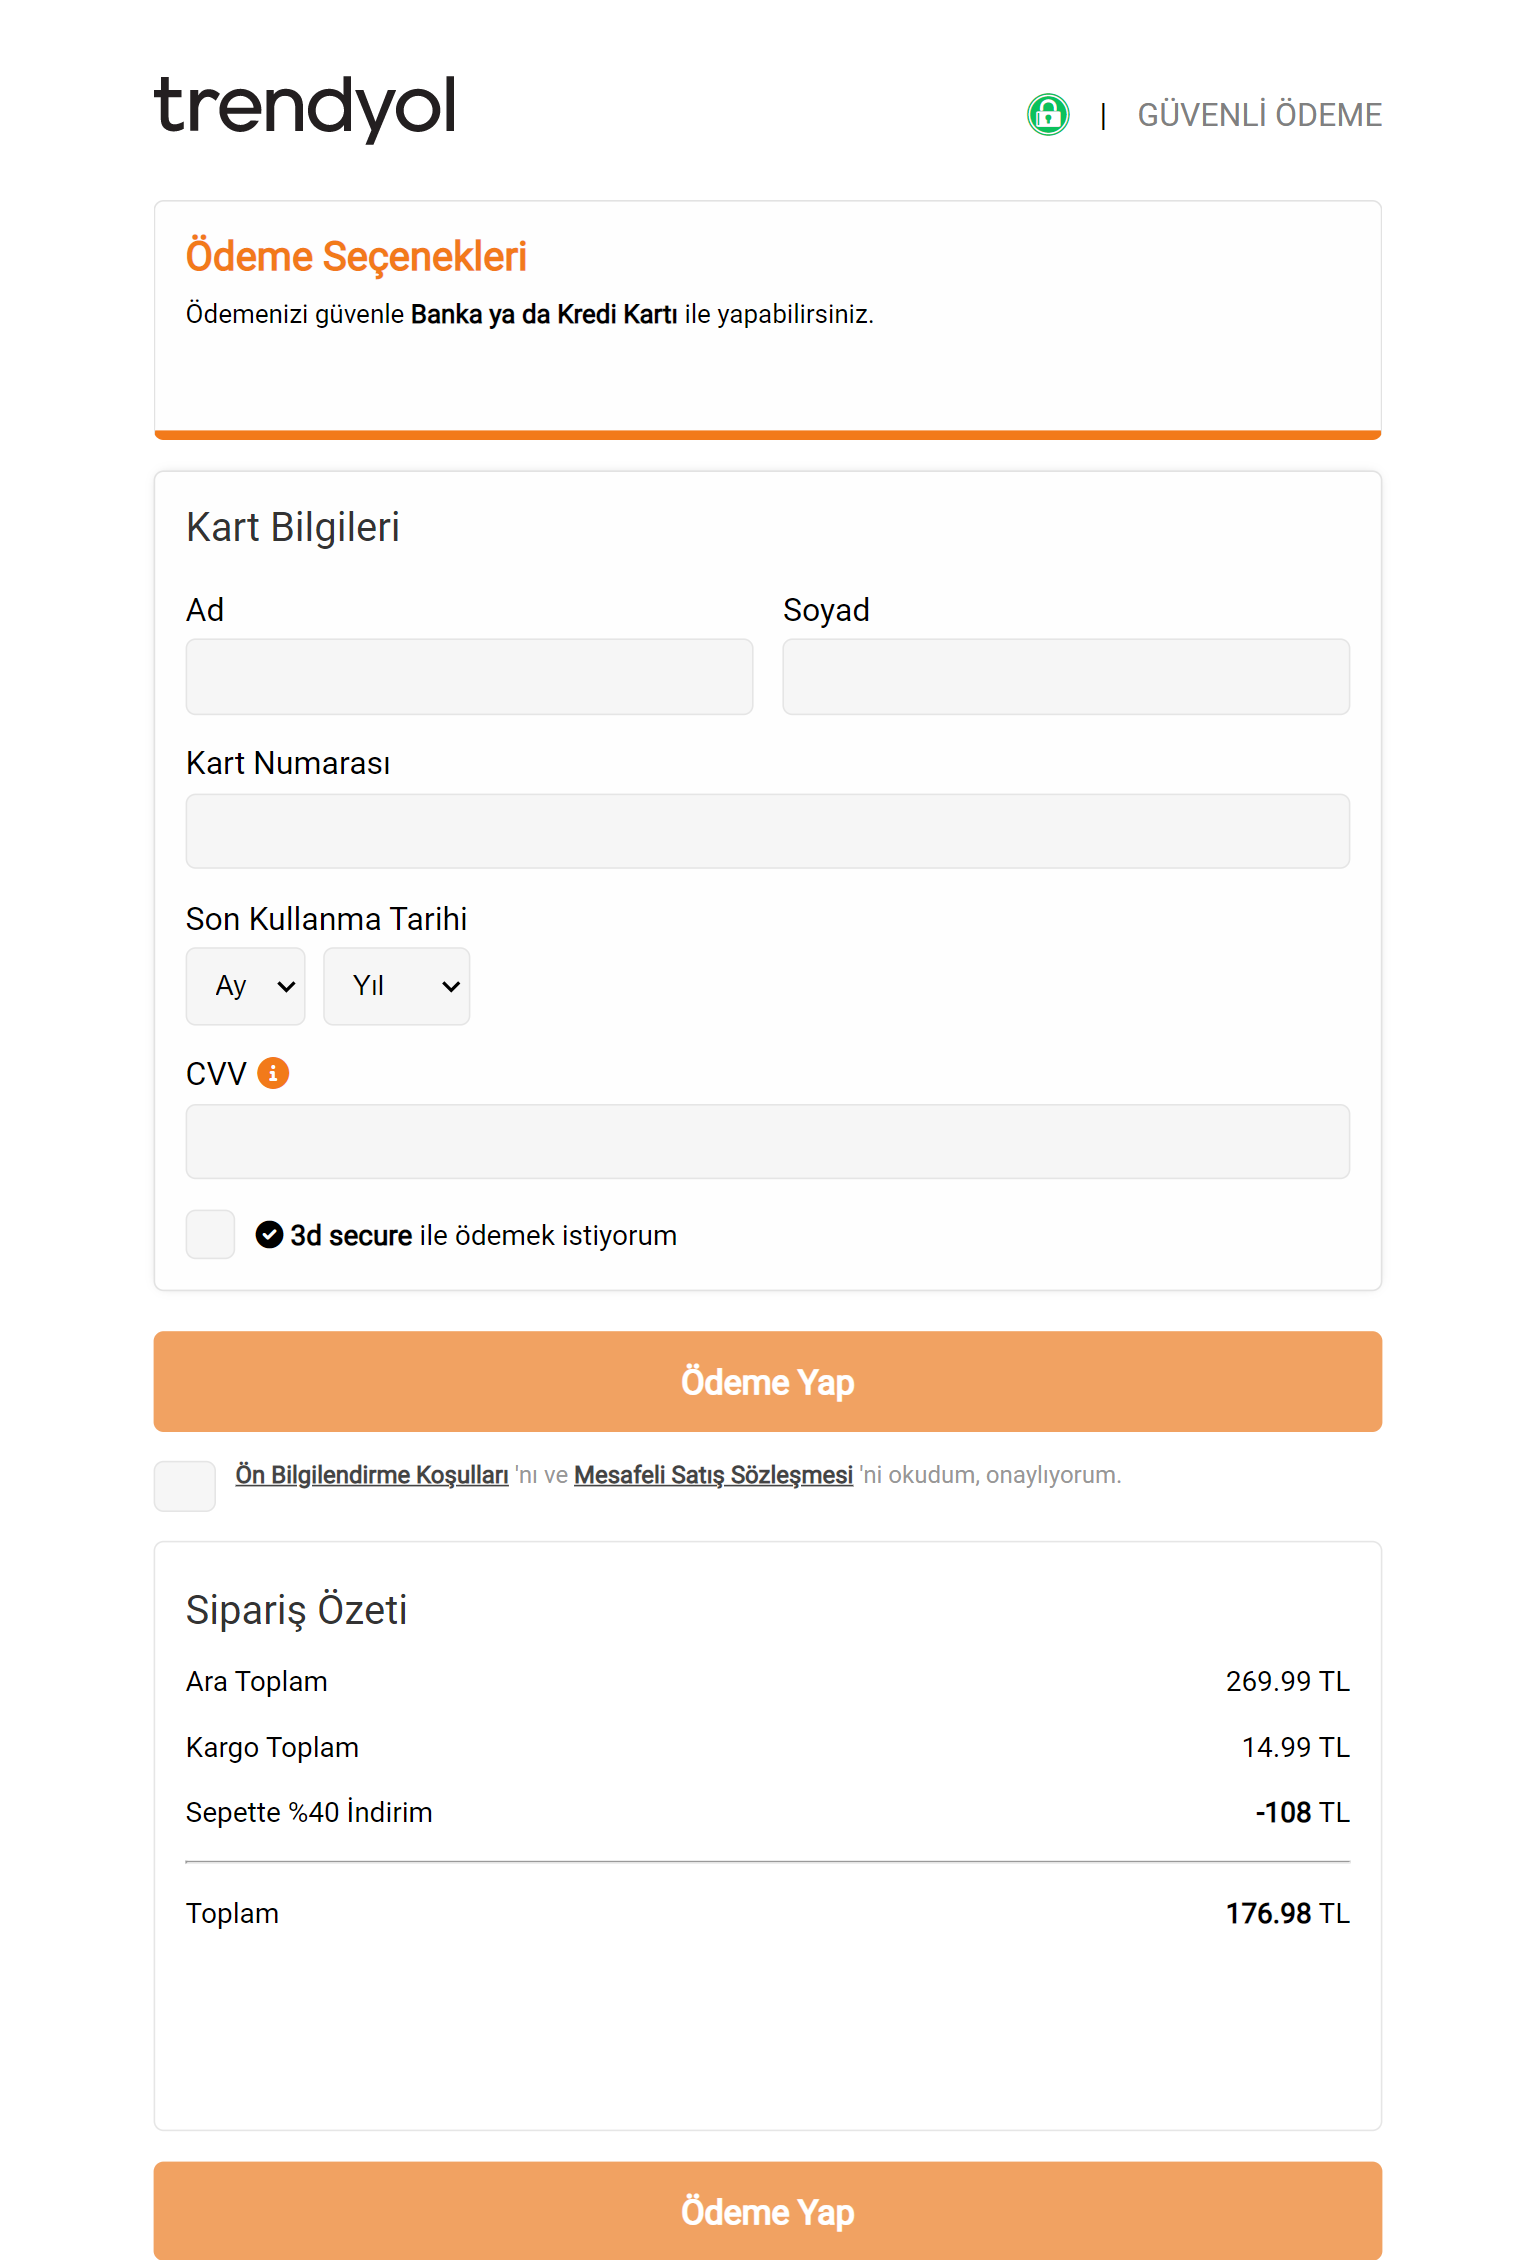 trendyol
| GÜVENLİ ÖDEME
Ödeme Seçenekleri
Ödemenizi güvenle Banka ya da Kredi Kartı ile yapabilirsiniz.
Kart Bilgileri
Ad Soyad
Kart Numarası
Son Kullanma Tarihi
Ay Yıl
CVV
3d secure ile ödemek istiyorum
Ödeme Yap
Ön Bilgilendirme Koşulları 'nı ve Mesafeli Satış Sözleşmesi 'ni okudum, onaylıyorum.
Sipariş Özeti
Ara Toplam 269.99 TL
Kargo Toplam 14.99 TL
Sepette %40 İndirim -108 TL
Toplam 176.98 TL
Ödeme Yap